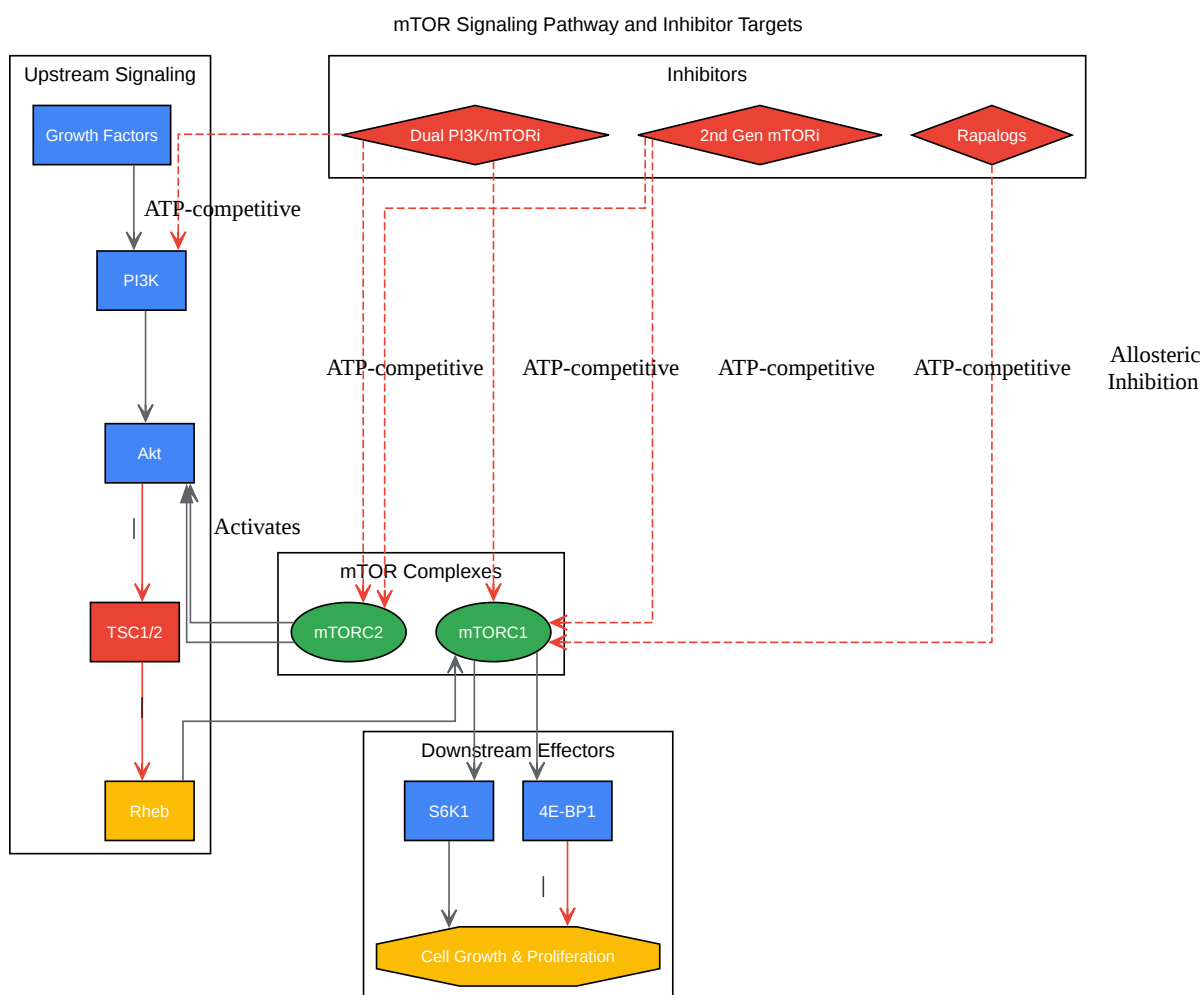 mTOR Signaling Pathway and Inhibitor Targets
Upstream Signaling
Inhibitors
Growth Factors
Dual PI3K/mTORi
2nd Gen mTORi
Rapalogs
ATP-competitive
PI3K
ATP-competitive
ATP-competitive
ATP-competitive
ATP-competitive
Allosteric
Inhibition
Akt
|
Activates
mTOR Complexes
TSC1/2
mTORC2
mTORC1
|
Downstream Effectors
Rheb
S6K1
4E-BP1
|
Cell Growth & Proliferation